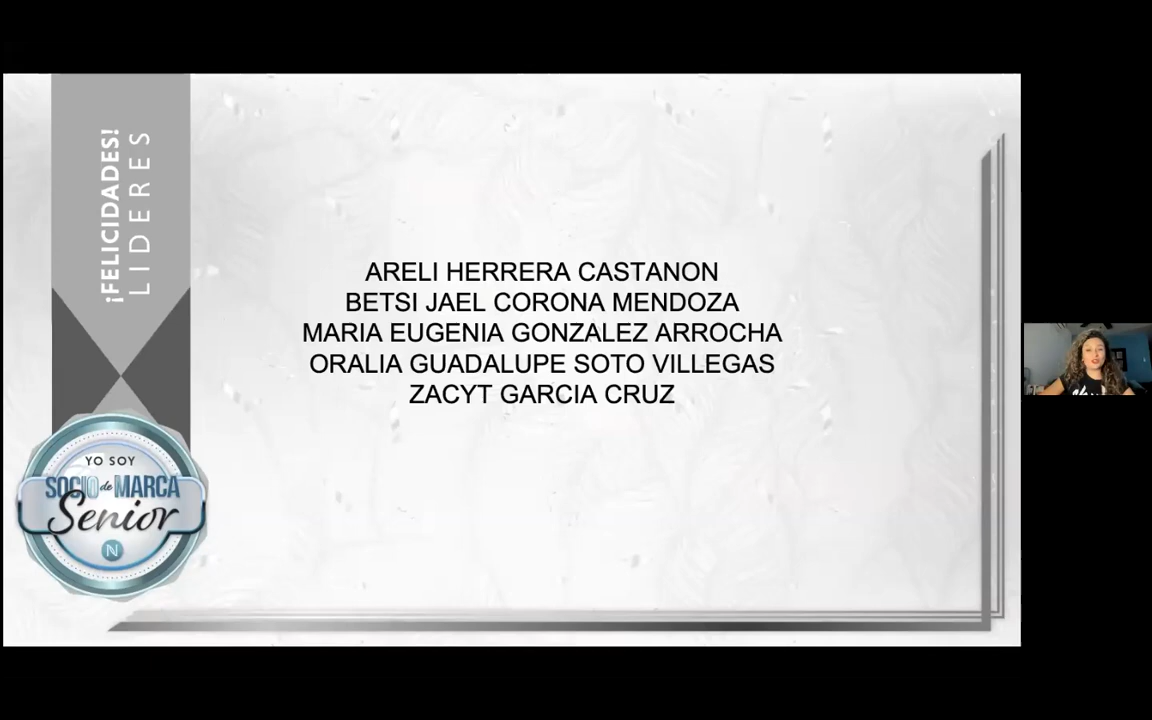 ¡FELICIDADES!
LIDERES
ARELI HERRERA CASTANON
BETSI JAEL CORONA MENDOZA
MARIA EUGENIA GONZALEZ ARROCHA
ORALIA GUADALUPE SOTO VILLEGAS
ZACYT GARCIA CRUZ
YO SOY
SOCIO de MARCA
Senior
N